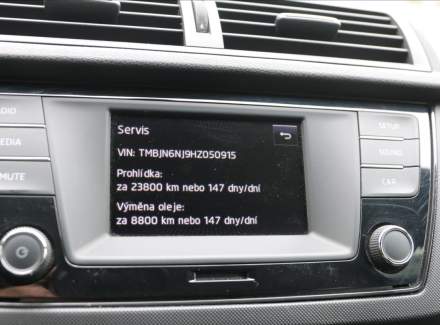 Servis
VIN: TMBJN6NJ9HZ050915
Prohlídka:
za 23800 km nebo 147 dny/dní
Výměna oleje:
za 8800 km nebo 147 dny/dní
RADIO
MEDIA
MUTE
SETUP
SOUND
CAR